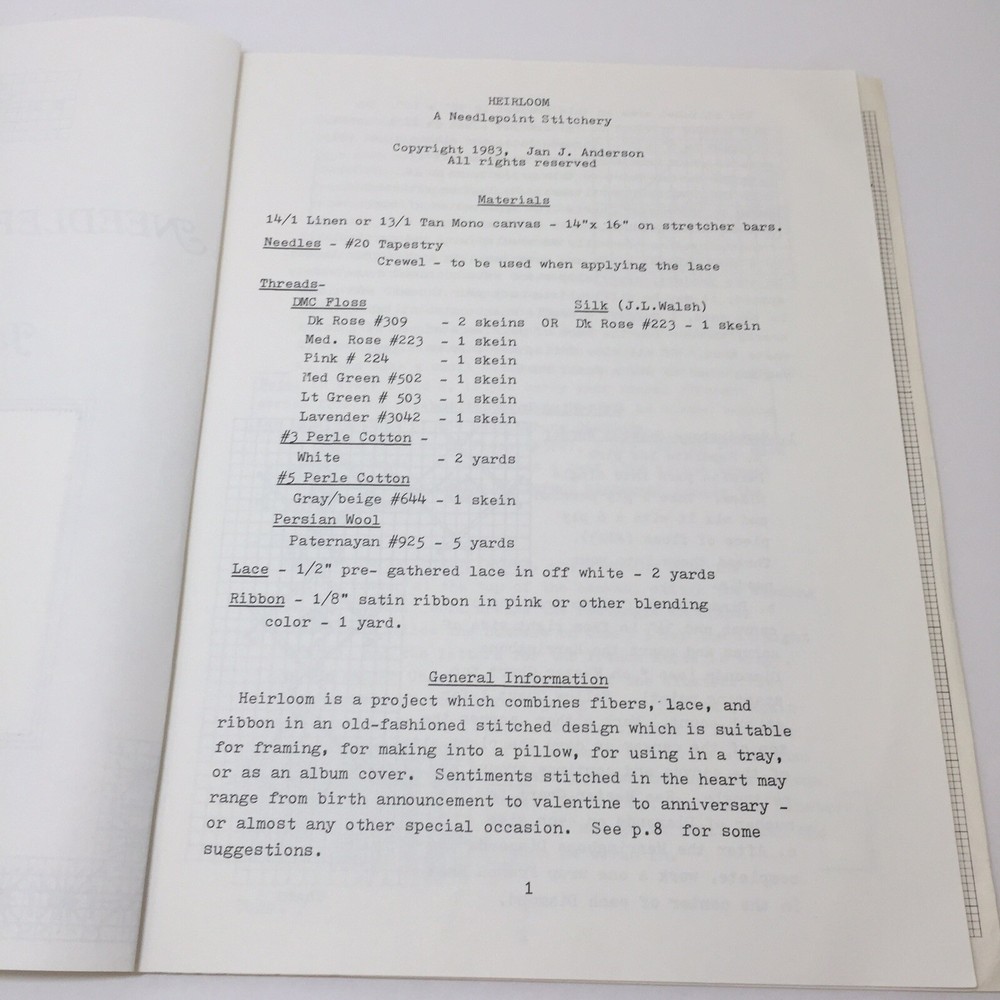 HEIRLOOM
A Needlepoint Stitchery
Copyright 1983, Jan J. Anderson
All rights reserved
Materials
14/1 Linen or 13/1 Tan Mono canvas - 14"x 16" on stretcher bars.
Needles - #20 Tapestry
Crewel - to be used when applying the lace
Threads-
DMC Floss Silk (J.L.Walsh)
Dk Rose #309 - 2 skeins OR Dk Rose #223 - 1 skein
Med. Rose #223 - 1 skein
Pink # 224 - 1 skein
Med Green #502 - 1 skein
Lt Green # 503 - 1 skein
Lavender #3042 - 1 skein
#3 Perle Cotton -
White - 2 yards
#5 Perle Cotton
Gray/beige #644 - 1 skein
Persian Wool
Paternayan #925 - 5 yards
Lace - 1/2" pre- gathered lace in off white - 2 yards
Ribbon - 1/8" satin ribbon in pink or other blending
color - 1 yard.
General Information
Heirloom is a project which combines fibers, lace, and
ribbon in an old-fashioned stitched design which is suitable
for framing, for making into a pillow, for using in a tray,
or as an album cover. Sentiments stitched in the heart may
range from birth announcement to valentine to anniversary -
or almost any other special occasion. See p.8 for some
suggestions.
1